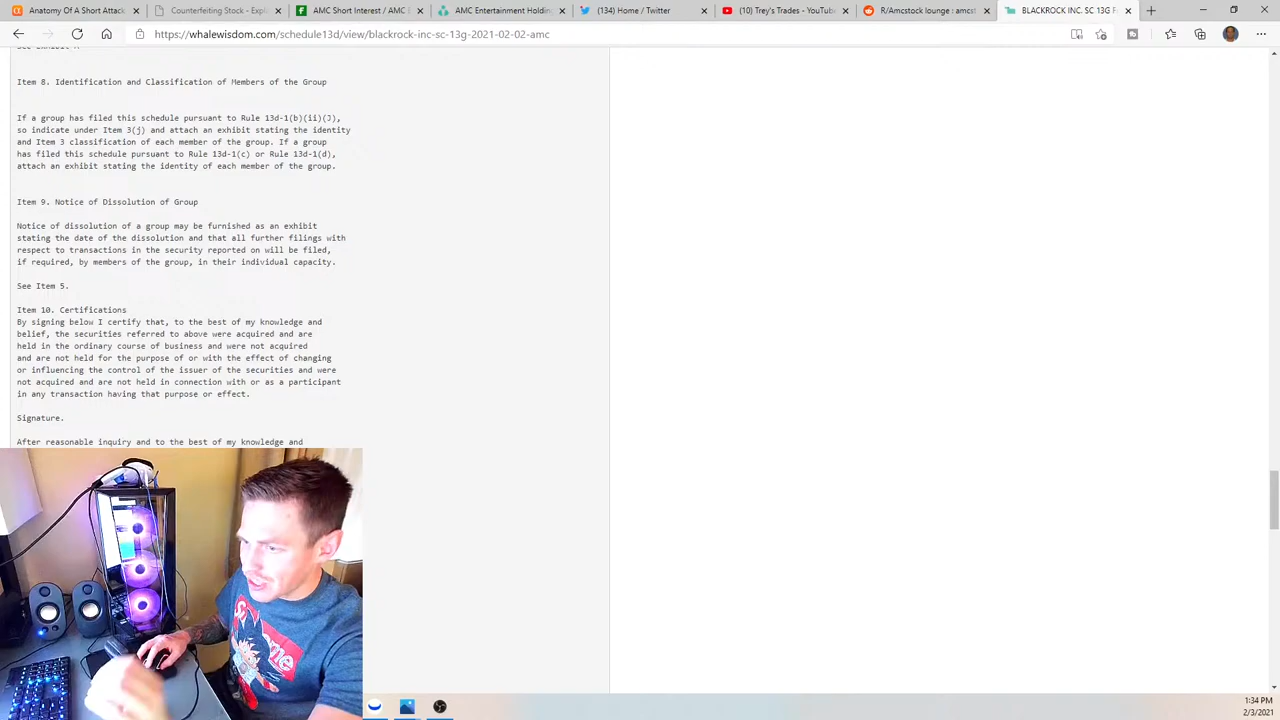 Anatomy Of A Short Attack
Counterfeiting Stock - Expl
AMC Short Interest / AMC E
AMC Entertainment Holding
(134) Home / Twitter
(10) Trey's Trades - YouTube
R/Amcstock lounge : amcst
BLACKROCK INC. SC 13G F
https://whalewisdom.com/schedule13d/view/blackrock-inc-sc-13g-2021-02-02-amc
See Exhibit A
Item 8. Identification and Classification of Members of the Group
If a group has filed this schedule pursuant to Rule 13d-1(b)(ii)(J),
so indicate under Item 3(j) and attach an exhibit stating the identity
and Item 3 classification of each member of the group. If a group
has filed this schedule pursuant to Rule 13d-1(c) or Rule 13d-1(d),
attach an exhibit stating the identity of each member of the group.
Item 9. Notice of Dissolution of Group
Notice of dissolution of a group may be furnished as an exhibit
stating the date of the dissolution and that all further filings with
respect to transactions in the security reported on will be filed,
if required, by members of the group, in their individual capacity.
See Item 5.
Item 10. Certifications
By signing below I certify that, to the best of my knowledge and
belief, the securities referred to above were acquired and are
held in the ordinary course of business and were not acquired
and are not held for the purpose of or with the effect of changing
or influencing the control of the issuer of the securities and were
not acquired and are not held in connection with or as a participant
in any transaction having that purpose or effect.
Signature.
After reasonable inquiry and to the best of my knowledge and
1:34 PM
2/3/2021